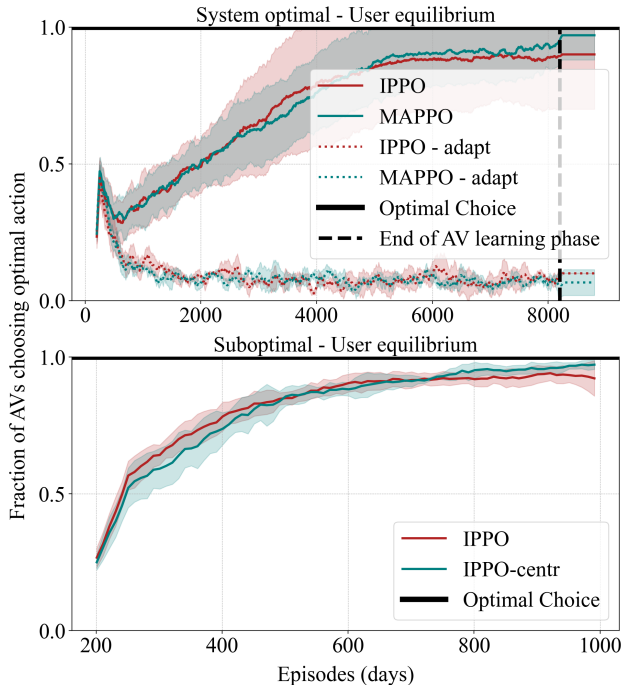 System optimal - User equilibrium
1.0
0.5
0.0
IPPO
MAPPO
IPPO - adapt
MAPPO - adapt
Optimal Choice
End of AV learning phase
0
2000
4000
6000
8000
Fraction of AVs choosing optimal action
Suboptimal - User equilibrium
1.0
0.5
0.0
IPPO
IPPO-centr
Optimal Choice
200
400
600
800
1000
Episodes (days)